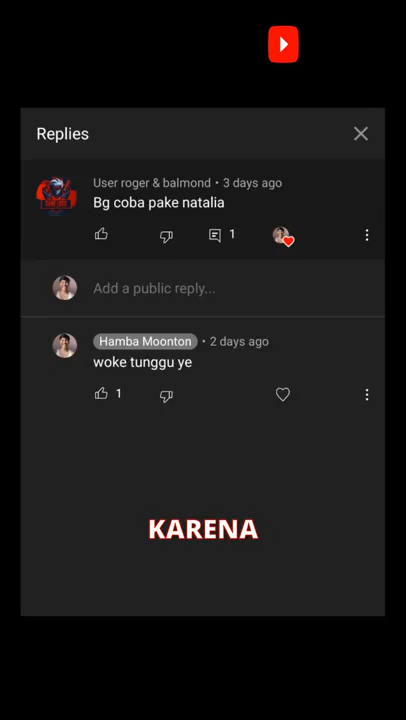 Replies
User roger & balmond • 3 days ago
Bg coba pake natalia
1
Add a public reply...
Hamba Moonton • 2 days ago
woke tunggu ye
1
KARENA